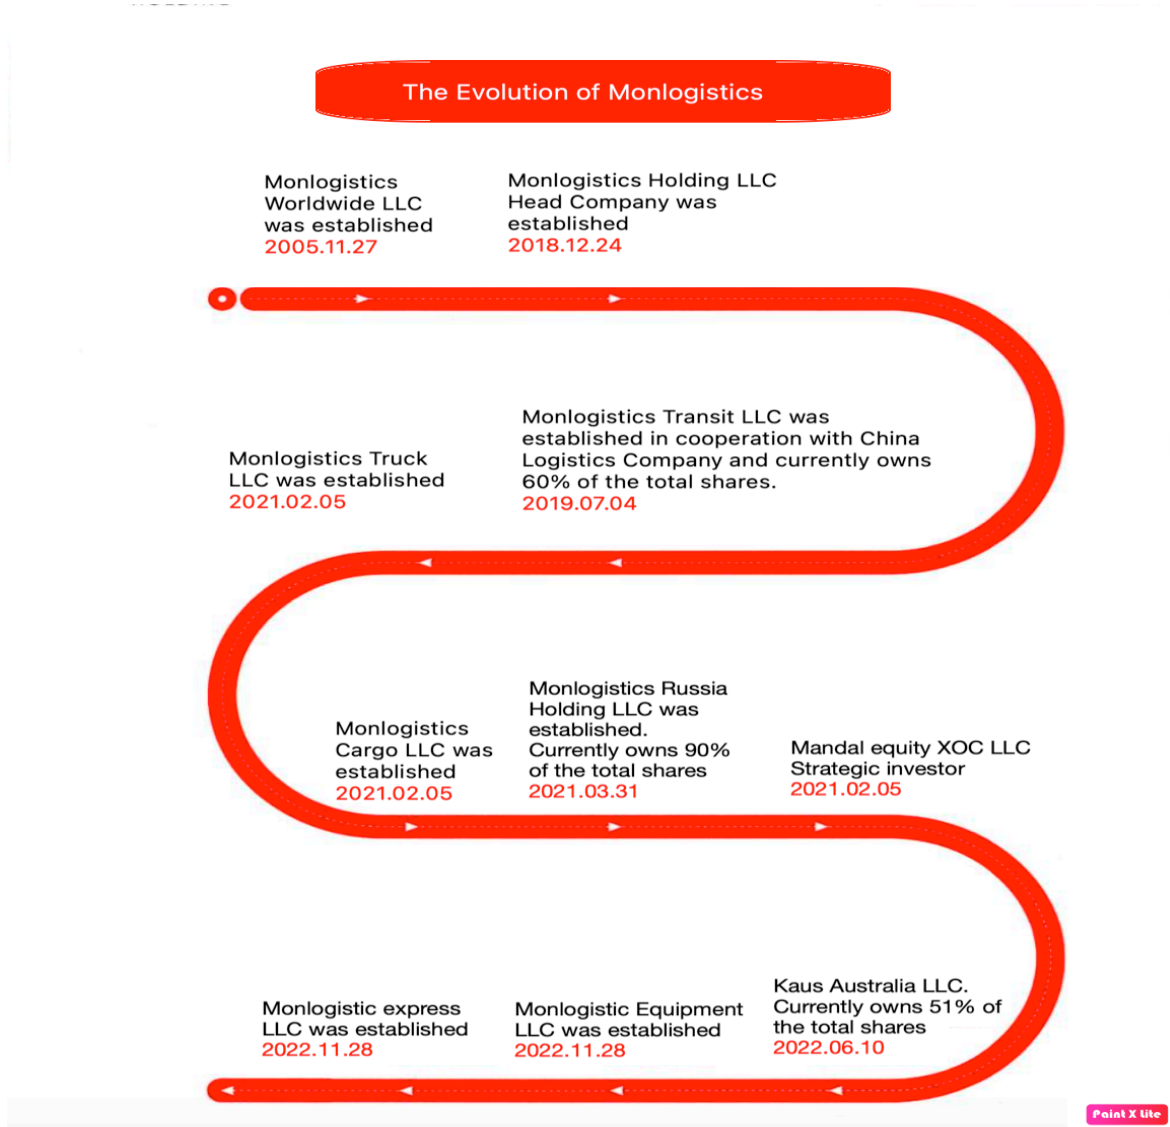 The Evolution of Monlogistics
Monlogistics
Worldwide LLC
was established
2005.11.27
Monlogistics Holding LLC
Head Company was
established
2018.12.24
Monlogistics Transit LLC was
established in cooperation with China
Logistics Company and currently owns
60% of the total shares.
2019.07.04
Monlogistics Truck
LLC was established
2021.02.05
Monlogistics
Cargo LLC was
established
2021.02.05
Monlogistics Russia
Holding LLC was
established.
Currently owns 90%
of the total shares
2021.03.31
Mandal equity XOC LLC
Strategic investor
2021.02.05
Kaus Australia LLC.
Currently owns 51% of
the total shares
2022.06.10
Monlogistic Equipment
LLC was established
2022.11.28
Monlogistic express
LLC was established
2022.11.28
Paint X Lite